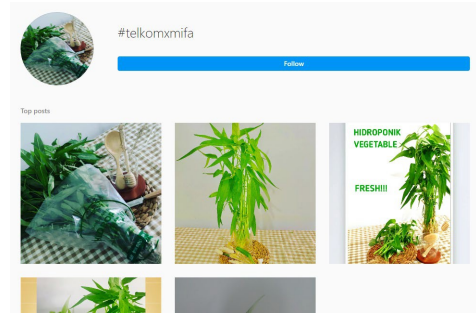 #telkomxmifa
Follow
Top posts
HIDROPONIK
VEGETABLE
FRESH!!!